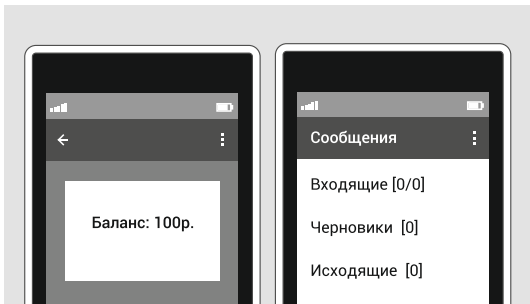 Баланс: 100р.
Сообщения
Входящие [0/0]
Черновики [0]
Исходящие [0]